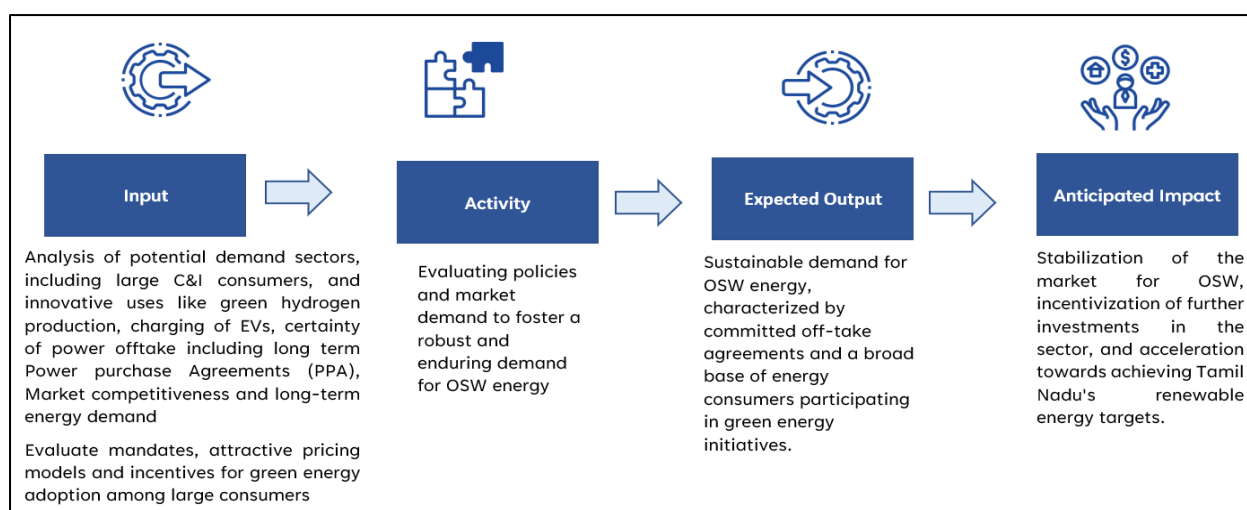 Input
Analysis of potential demand sectors,
including large C&I consumers, and
innovative uses like green hydrogen
production, charging of EVs, certainty
of power offtake including long term
Power purchase Agreements (PPA),
Market competitiveness and long-term
energy demand
Evaluate mandates, attractive pricing
models and incentives for green energy
adoption among large consumers
Activity
Evaluating policies
and market
demand to foster a
robust and
enduring demand
for OSW energy
Expected Output
Sustainable demand for
OSW energy,
characterized by
committed off-take
agreements and a broad
base of energy
consumers participating
in green energy
initiatives.
$
Anticipated Impact
Stabilization of the
market for OSW,
incentivization of further
investments in the
sector, and acceleration
towards achieving Tamil
Nadu's renewable
energy targets.